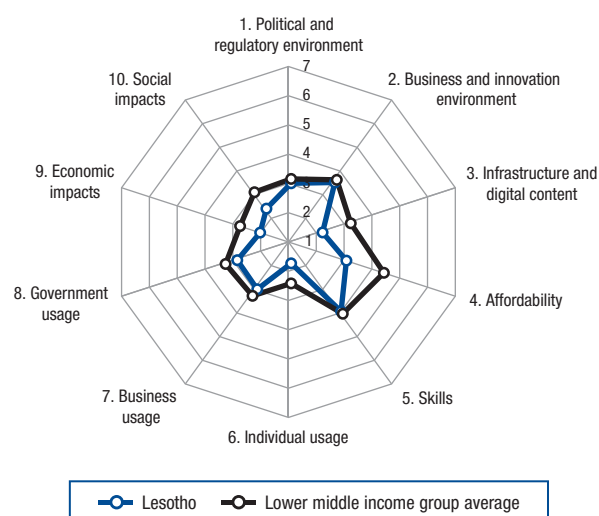 1. Political and
regulatory environment
10. Social
impacts
2. Business and innovation
environment
9. Economic
impacts
3. Infrastructure and
digital content
8. Government
usage
4. Affordability
7. Business
usage
5. Skills
6. Individual usage
7
6
5
4
3
2
1
Lesotho
Lower middle income group average